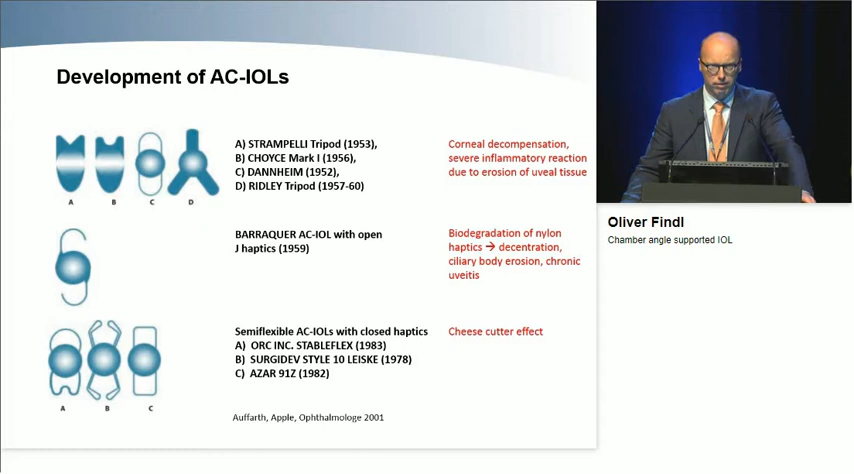 Development of AC-IOLs
A) STRAMPELLI Tripod (1953),
B) CHOYCE Mark I (1956),
C) DANNHEIM (1952),
D) RIDLEY Tripod (1957-60)
Corneal decompensation,
severe inflammatory reaction
due to erosion of uveal tissue
A B C D
BARRAQUER AC-IOL with open
J haptics (1959)
Biodegradation of nylon
haptics → decentration,
ciliary body erosion, chronic
uveitis
Semiflexible AC-IOLs with closed haptics
A) ORC INC. STABLEFLEX (1983)
B) SURGIDEV STYLE 10 LEISKE (1978)
C) AZAR 91Z (1982)
Cheese cutter effect
A B C
Auffarth, Apple, Ophthalmologe 2001
Oliver Findl
Chamber angle supported IOL